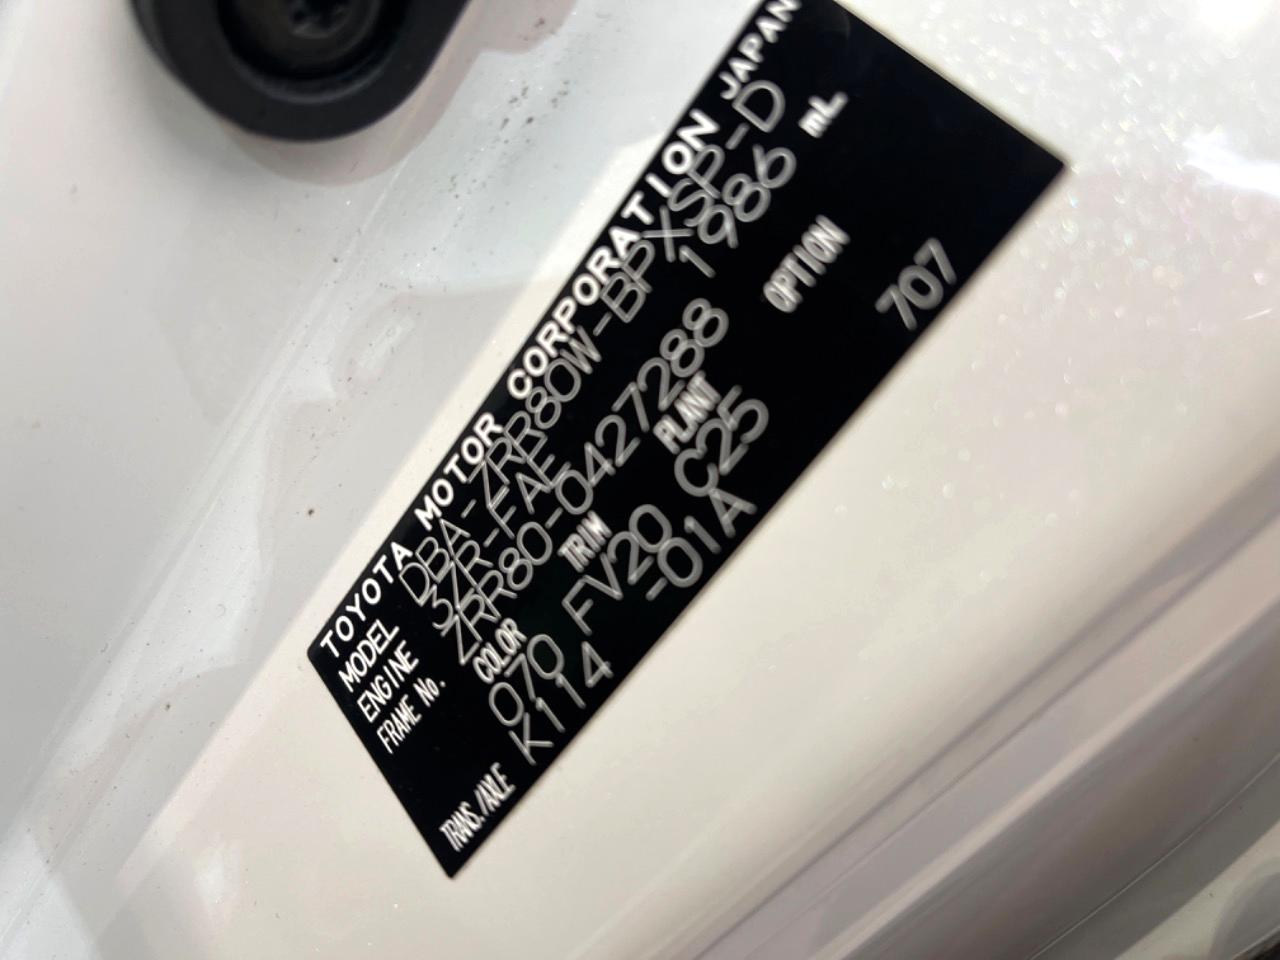 TOYOTA MOTOR CORPORATION JAPAN
MODEL DBA-ZRR80W-BPXSP-D
ENGINE 3ZR-FAE 1986 mL
FRAME No. ZRR80-0427288
COLOR TRIM PLANT OPTION
070 FV20 C25 707
TRANS./AXLE K114 -01A